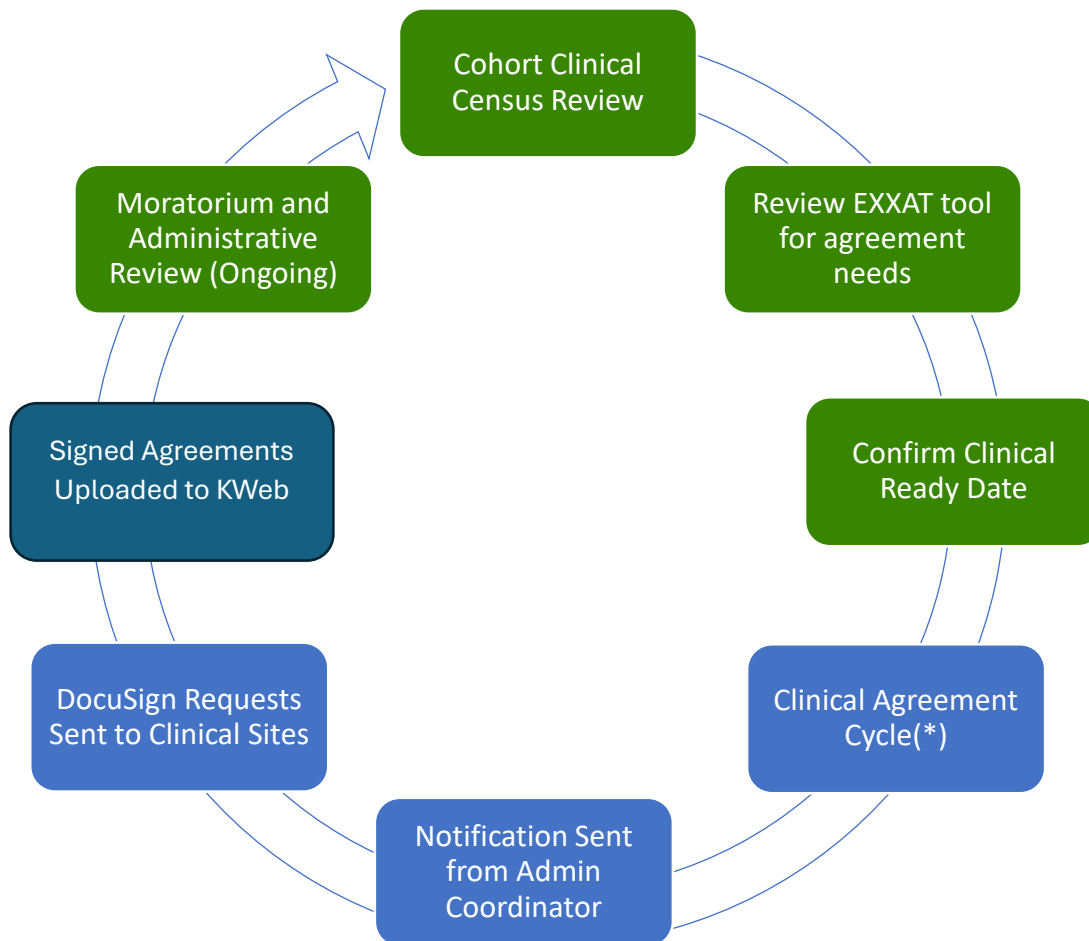 Cohort Clinical
Census Review
Review EXXAT tool
for agreement
needs
Confirm Clinical
Ready Date
Clinical Agreement
Cycle(*)
Notification Sent
from Admin
Coordinator
DocuSign Requests
Sent to Clinical Sites
Signed Agreements
Uploaded to KWeb
Moratorium and
Administrative
Review (Ongoing)